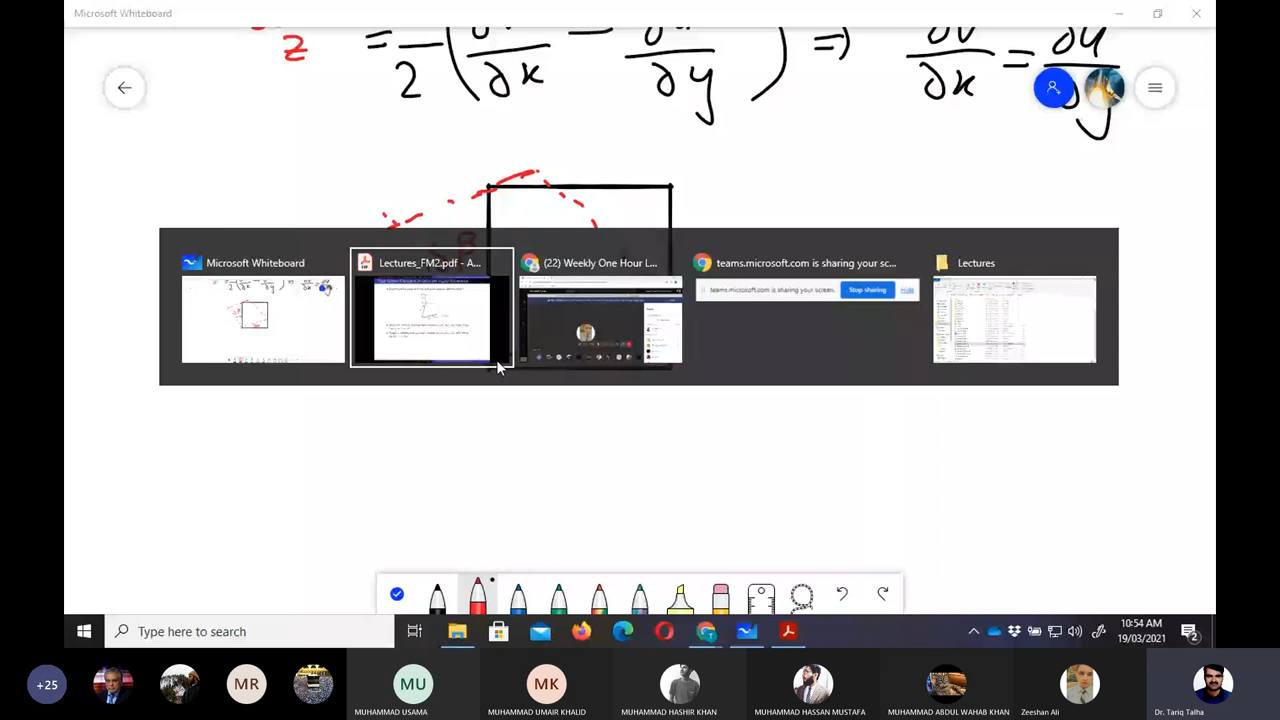 Microsoft Whiteboard
z = 1/2 ( ∂v/∂x − ∂u/∂y ) ⇒ ∂v/∂x = ∂u/∂y
Microsoft Whiteboard
Lectures_FM2.pdf - A...
(22) Weekly One Hour L...
teams.microsoft.com is sharing your sc...
Lectures
teams.microsoft.com is sharing your screen.
Stop sharing
Hide
Type here to search
10:54 AM
19/03/2021
2
+25
MR
MU
MUHAMMAD USAMA
MK
MUHAMMAD UMAIR KHALID
MUHAMMAD HASHIR KHAN
MUHAMMAD HASSAN MUSTAFA
MUHAMMAD ABDUL WAHAB KHAN
Zeeshan Ali
Dr. Tariq Talha